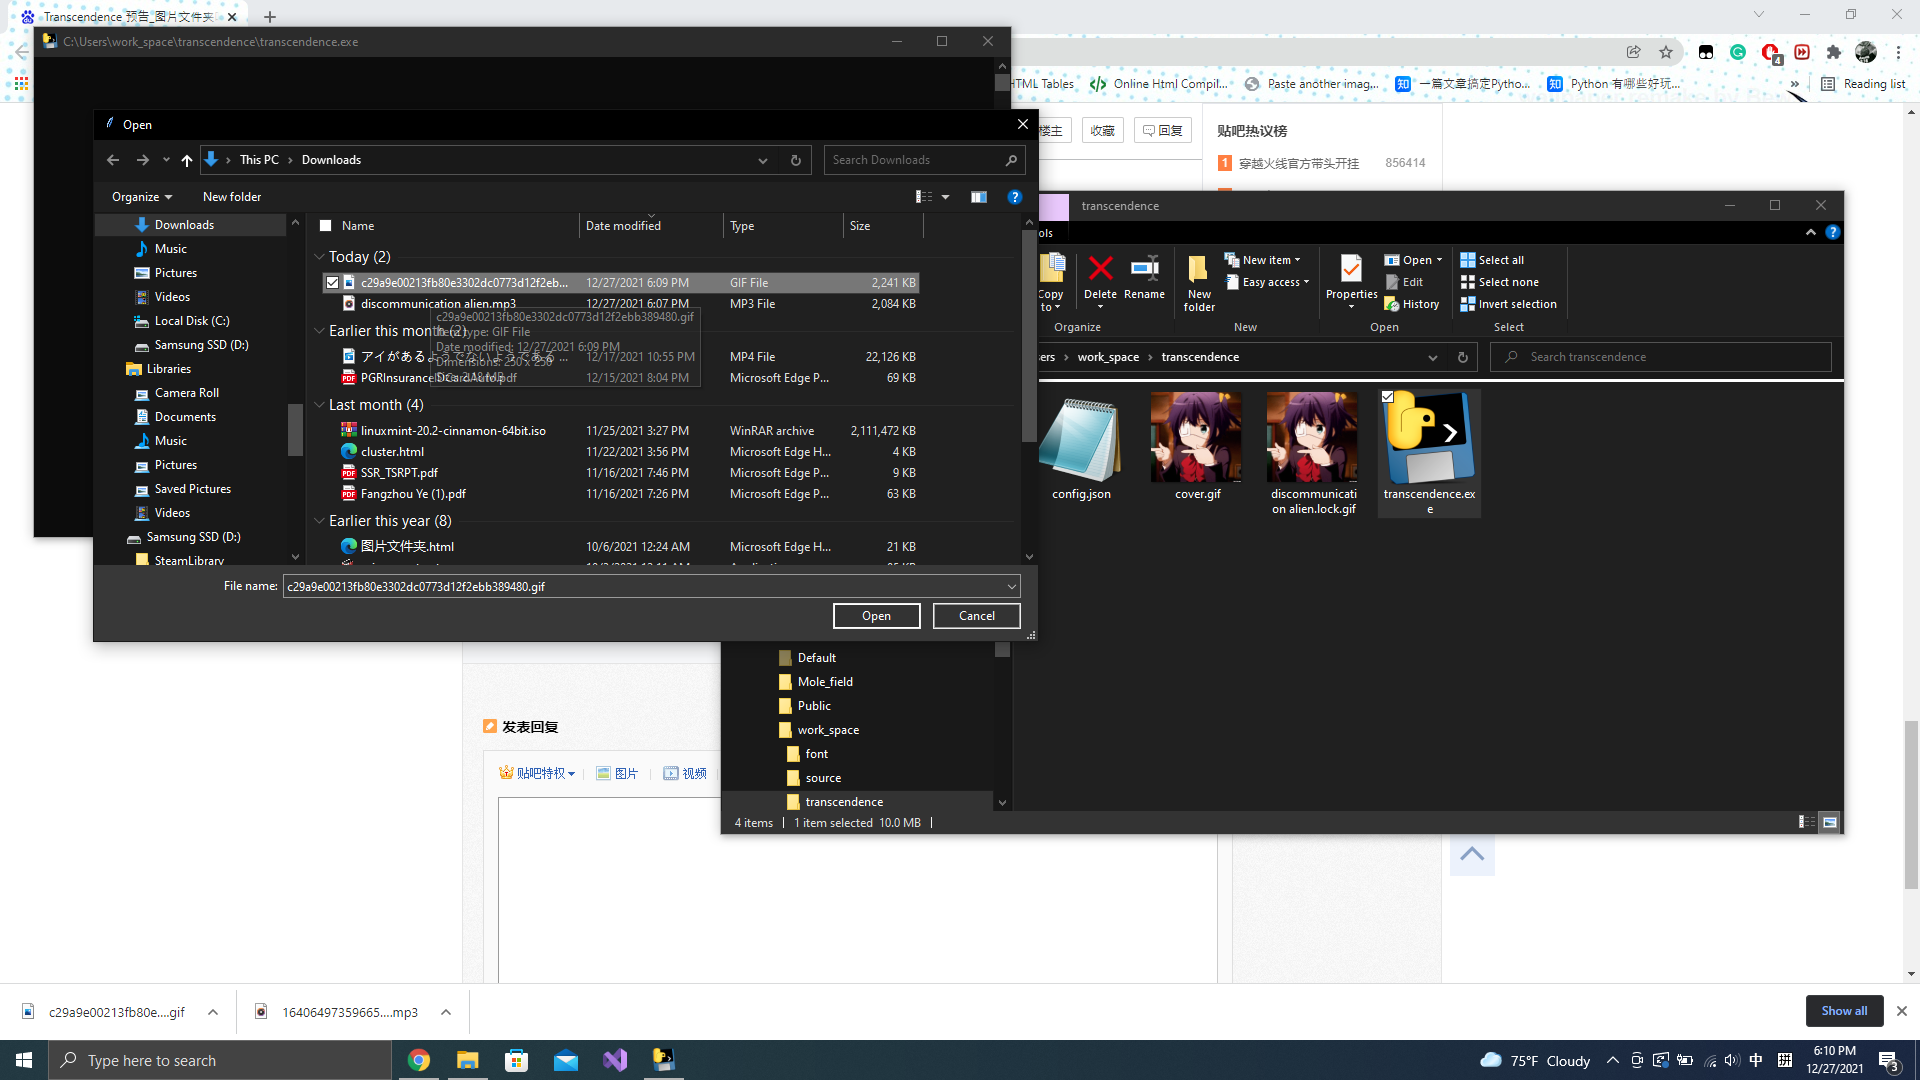 Transcendence 预告_图片文件夹
C:\Users\work_space\transcendence\transcendence.exe
HTML Tables
Online Html Compil...
Paste another imag...
一篇文章搞定Pytho...
Python 有哪些好玩...
Reading list
4
Open
This PC
Downloads
Search Downloads
Organize
New folder
Downloads
Music
Pictures
Videos
Local Disk (C:)
Samsung SSD (D:)
Libraries
Camera Roll
Documents
Music
Pictures
Saved Pictures
Videos
Samsung SSD (D:)
SteamLibrary
Name
Date modified
Type
Size
Today (2)
c29a9e00213fb80e3302dc0773d12f2eb... 12/27/2021 6:09 PM GIF File 2,241 KB
discommunication alien.mp3 12/27/2021 6:07 PM MP3 File 2,084 KB
c29a9e00213fb80e3302dc0773d12f2ebb389480.gif
Item type: GIF File
Date modified: 12/27/2021 6:09 PM
Dimensions: 250 x 250
Size: 2.18 MB
Earlier this month (2)
アイがあるようでないようである ... 12/17/2021 10:55 PM MP4 File 22,126 KB
12/15/2021 8:04 PM Microsoft Edge P... 69 KB
Last month (4)
linuxmint-20.2-cinnamon-64bit.iso 11/25/2021 3:27 PM WinRAR archive 2,111,472 KB
cluster.html 11/22/2021 3:56 PM Microsoft Edge H... 4 KB
SSR_TSRPT.pdf 11/16/2021 7:46 PM Microsoft Edge P... 9 KB
Fangzhou Ye (1).pdf 11/16/2021 7:26 PM Microsoft Edge P... 63 KB
Earlier this year (8)
图片文件夹.html 10/6/2021 12:24 AM Microsoft Edge H... 21 KB
File name:
c29a9e00213fb80e3302dc0773d12f2ebb389480.gif
Open
Cancel
楼主
收藏
回复
贴吧热议榜
1 穿越火线官方带头开挂 856414
transcendence
ols
Copy to
Delete
Rename
Organize
New folder
New item
Easy access
New
Properties
Open
Edit
History
Open
Select all
Select none
Invert selection
Select
ers
work_space
transcendence
Search transcendence
config.json
cover.gif
discommunicati
on alien.lock.gif
transcendence.ex
e
Default
Mole_field
Public
work_space
font
source
transcendence
4 items
1 item selected 10.0 MB
发表回复
贴吧特权
图片
视频
c29a9e00213fb80e....gif
16406497359665....mp3
Show all
Type here to search
75°F Cloudy
中
拼
6:10 PM
12/27/2021
3